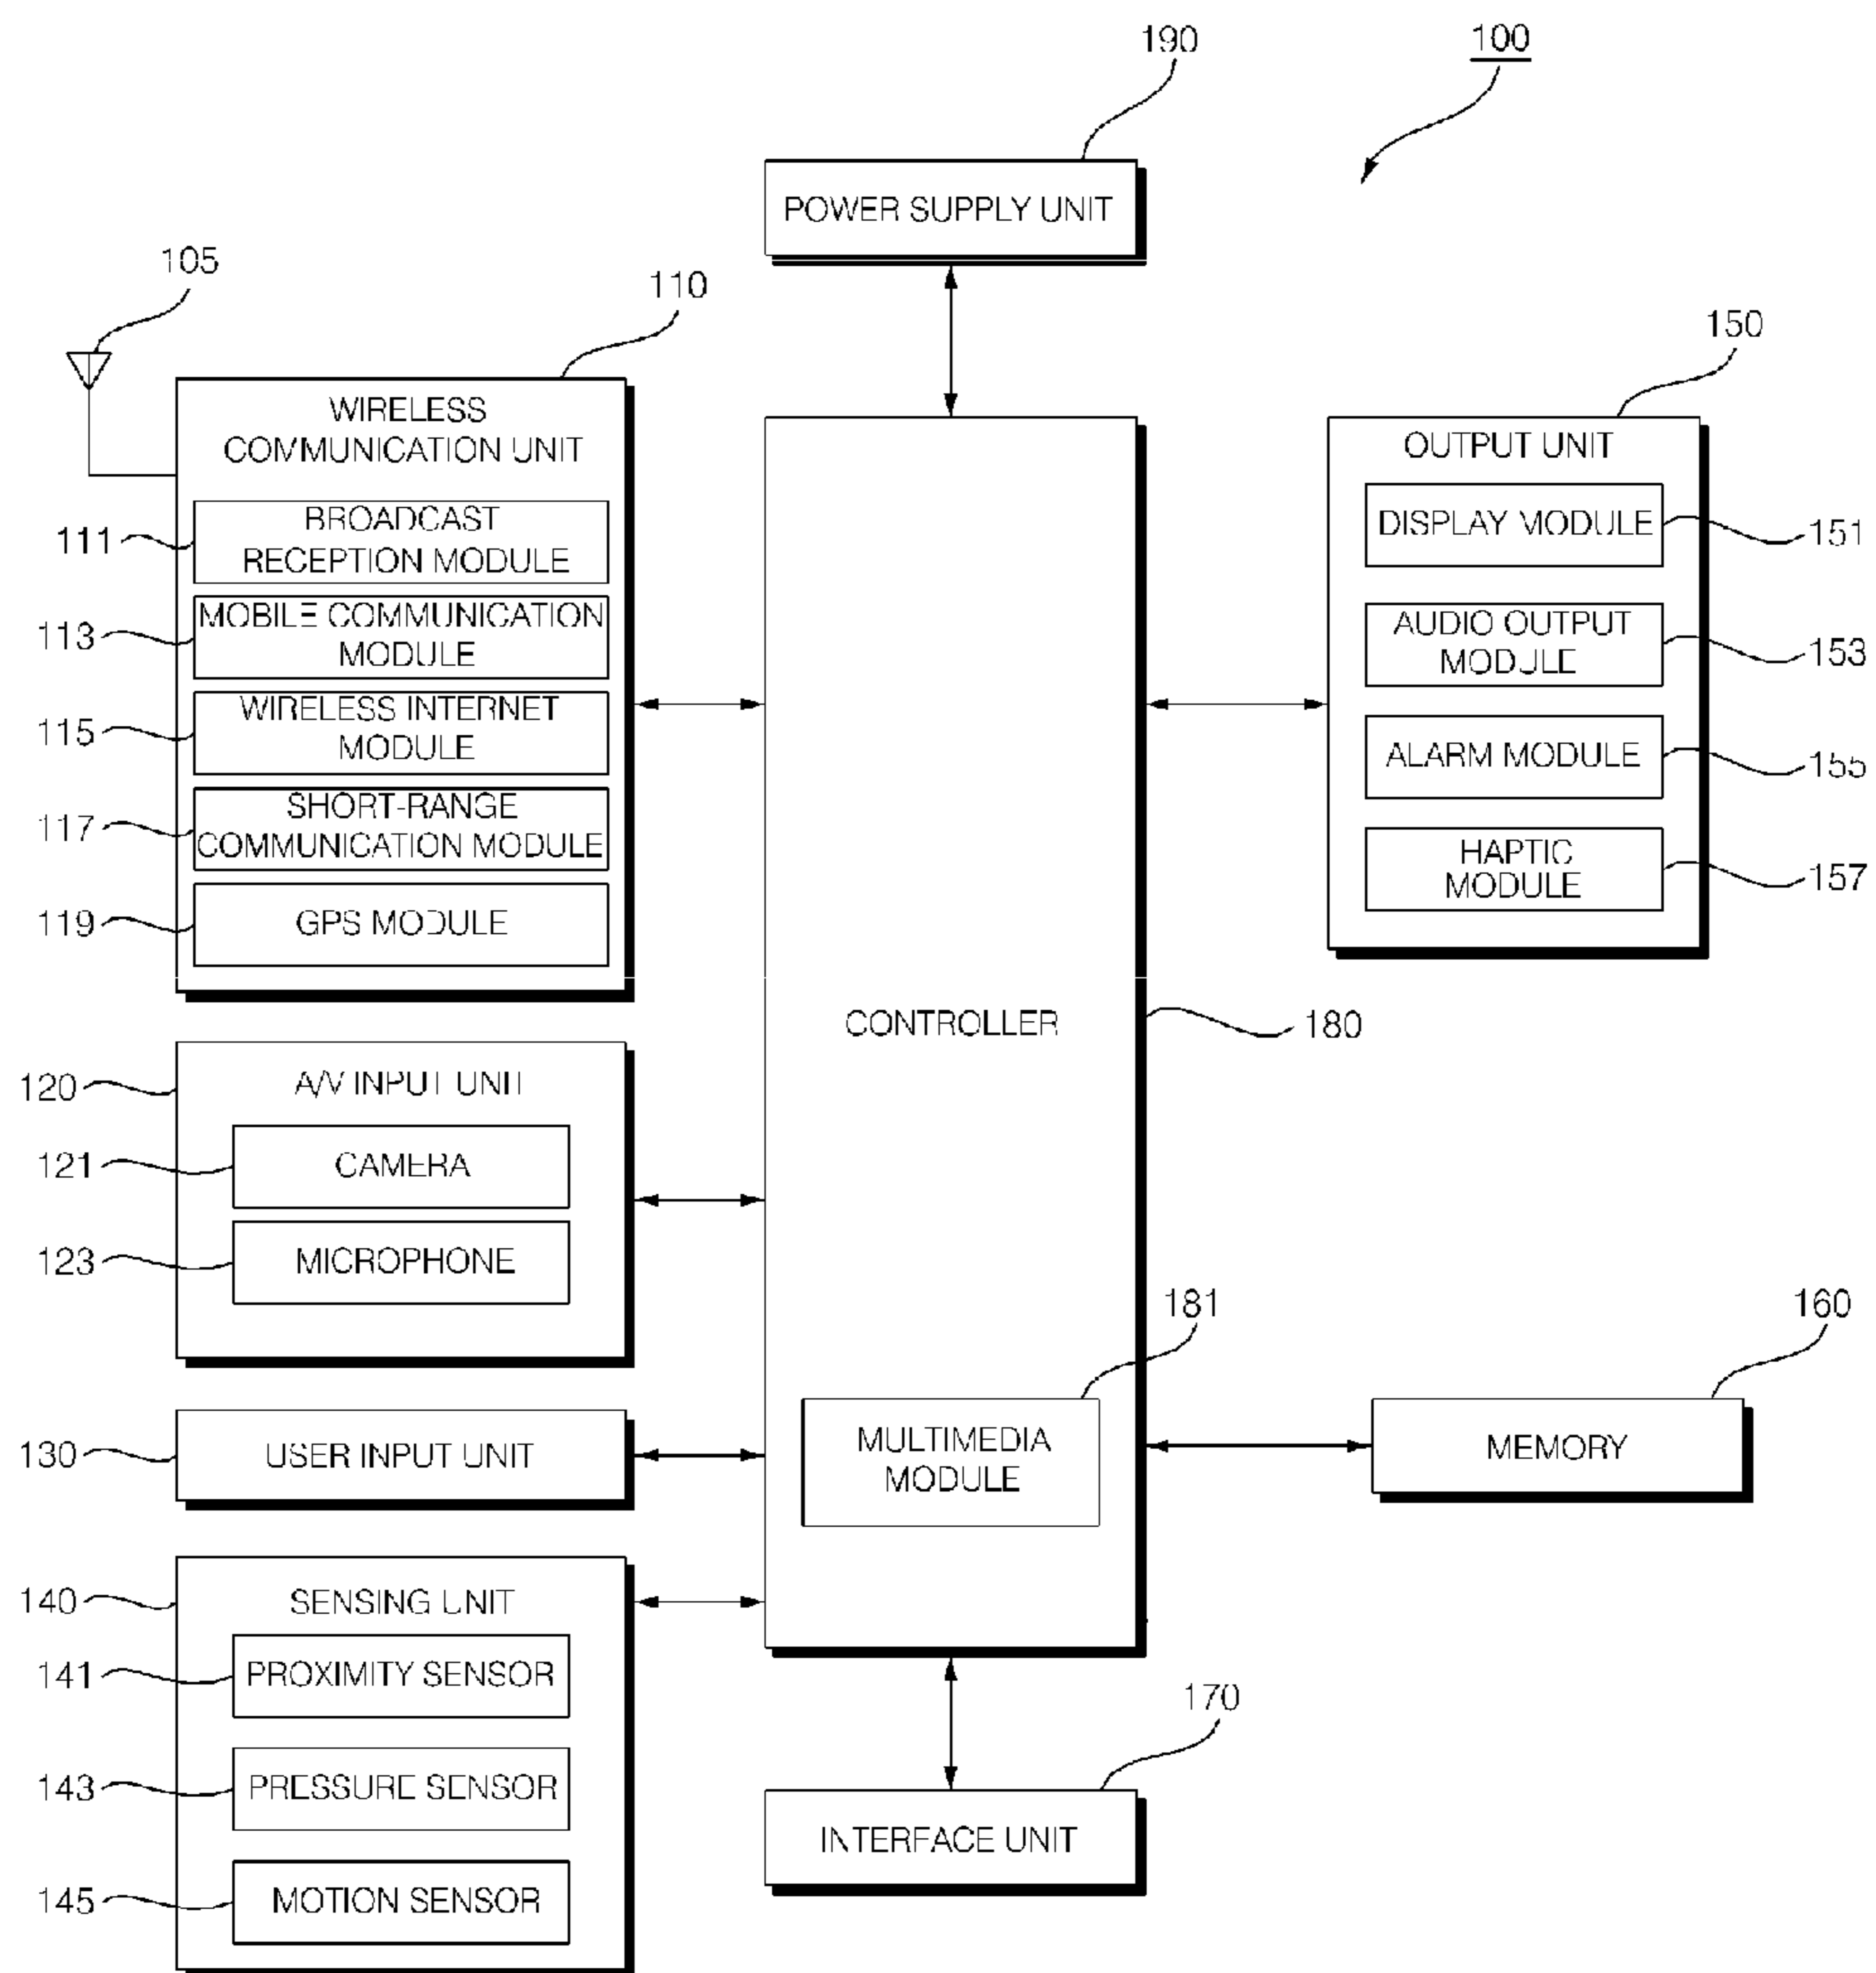 190
100
POWER SUPPLY UNIT
105
110
150
WIRELESS
COMMUNICATION UNIT
OUTPUT UNIT
111
BROADCAST
RECEPTION MODULE
DISPLAY MODULE
151
113
MOBILE COMMUNICATION
MODULE
AUDIO OUTPUT
MODULE
153
115
WIRELESS INTERNET
MODULE
ALARM MODULE
155
117
SHORT-RANGE
COMMUNICATION MODULE
HAPTIC
MODULE
157
119
GPS MODULE
CONTROLLER
180
120
A/V INPUT UNIT
121
CAMERA
123
MICROPHONE
181
160
130
USER INPUT UNIT
MULTIMEDIA
MODULE
MEMORY
140
SENSING UNIT
141
PROXIMITY SENSOR
170
143
PRESSURE SENSOR
INTERFACE UNIT
145
MOTION SENSOR